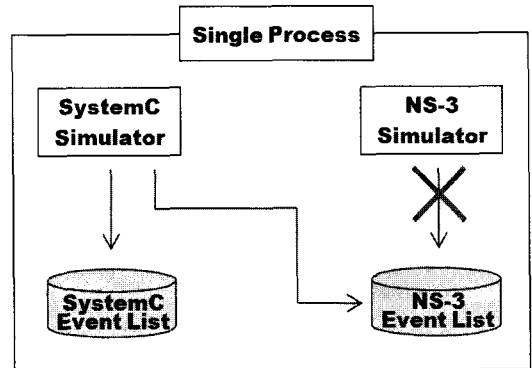 Single Process
SystemC
Simulator
NS-3
Simulator
SystemC
Event List
NS-3
Event List